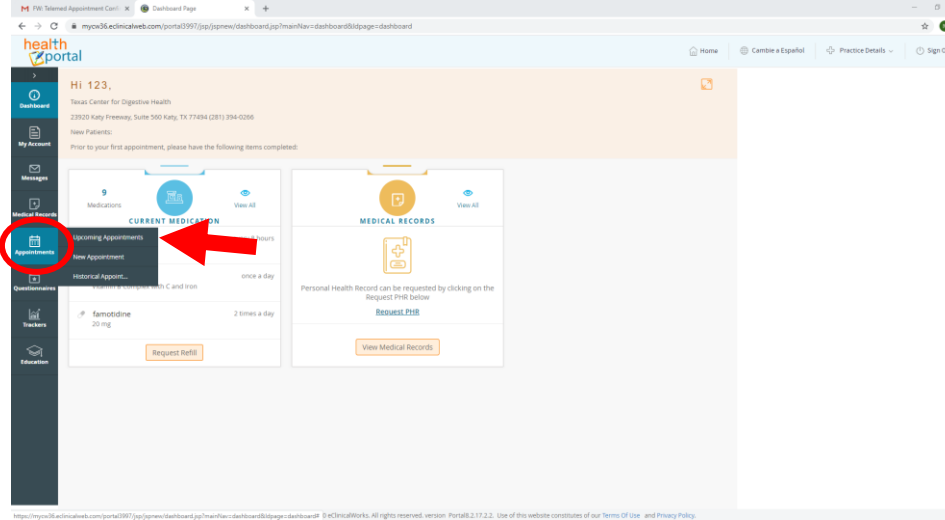 FW: Telemed Appointment Confi
Dashboard Page
mycw36.eclinicalweb.com/portal3997/jsp/jspnew/dashboard.jsp?mainNav=dashboard&ldpage=dashboard
health
portal
Home
Cambie a Español
Practice Details
Sign O
Dashboard
My Account
Messages
Medical Records
Appointments
Questionnaires
Trackers
Education
Hi 123,
Texas Center for Digestive Health
23920 Katy Freeway, Suite 560 Katy, TX 77494 (281) 394-0266
New Patients:
Prior to your first appointment, please have the following items completed:
9
Medications
View All
CURRENT MEDICATION
Upcoming Appointments
New Appointment
Historical Appoint...
hours
once a day
Vitamin B Complex with C and Iron
famotidine
2 times a day
20 mg
Request Refill
View All
MEDICAL RECORDS
Personal Health Record can be requested by clicking on the
Request PHR below
Request PHR
View Medical Records
https://mycw36.eclinicalweb.com/portal3997/jsp/jspnew/dashboard.jsp?mainNav=dashboard&ldpage=dashboard#
© eClinicalWorks. All rights reserved. version Portal8.2.17.2.2. Use of this website constitutes of our Terms Of Use and Privacy Policy.